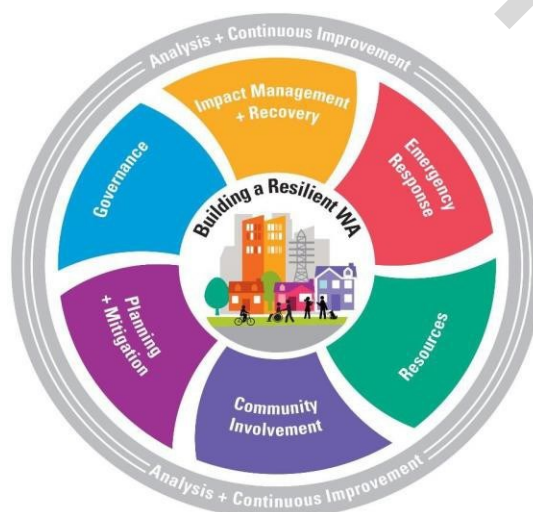 Analysis + Continuous Improvement
Impact Management
+ Recovery
Emergency
Response
Resources
Community
Involvement
Planning
+ Mitigation
Governance
Building a Resilient WA
Analysis + Continuous Improvement